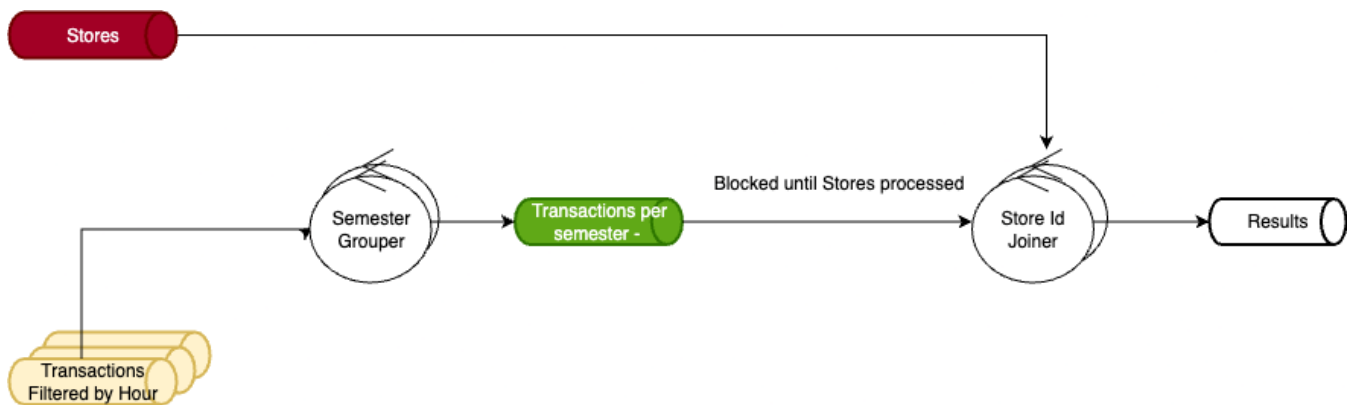 Stores
Blocked until Stores processed
Semester
Grouper
Transactions per
semester -
Store Id
Joiner
Results
Transactions
Filtered by Hour